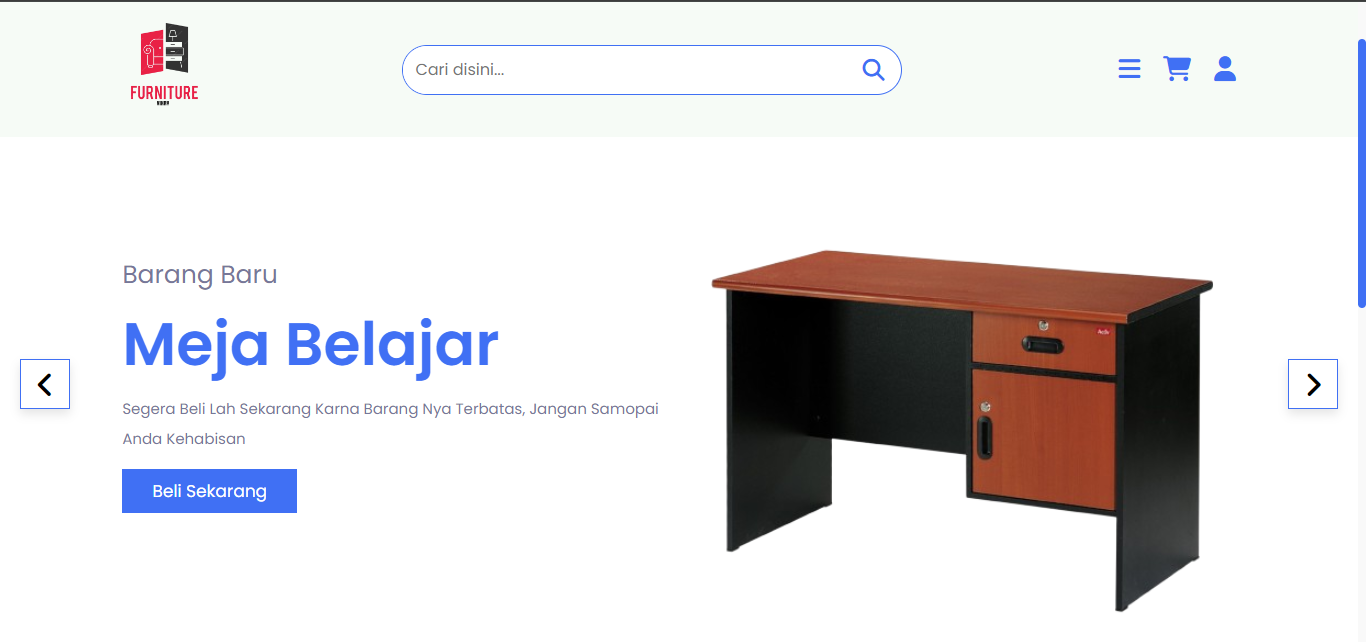 FURNITURE
Cari disini...
Barang Baru
Meja Belajar
Segera Beli Lah Sekarang Karna Barang Nya Terbatas, Jangan Samopai
Anda Kehabisan
Beli Sekarang